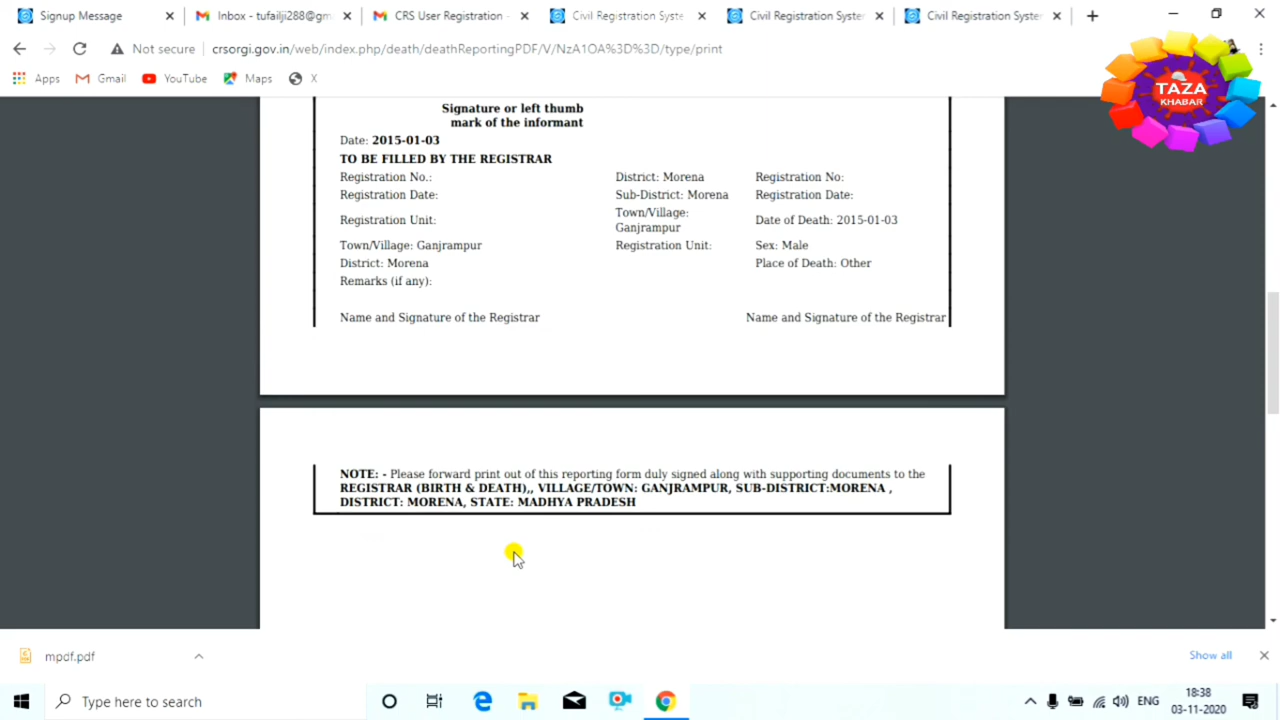 Signup Message
Inbox - tufailji288@gm
CRS User Registration -
Civil Registration Syste
Civil Registration System
Civil Registration System
Not secure
crsorgi.gov.in/web/index.php/death/deathReportingPDF/V/NzA1OA%3D%3D/type/print
Apps
Gmail
YouTube
Maps
X
TAZA
KHABAR
Signature or left thumb
mark of the informant
Date: 2015-01-03
TO BE FILLED BY THE REGISTRAR
Registration No.:
Registration Date:
Registration Unit:
Town/Village: Ganjrampur
District: Morena
Remarks (if any):
Name and Signature of the Registrar
District: Morena
Sub-District: Morena
Town/Village:
Ganjrampur
Registration Unit:
Registration No:
Registration Date:
Date of Death: 2015-01-03
Sex: Male
Place of Death: Other
Name and Signature of the Registrar
NOTE: - Please forward print out of this reporting form duly signed along with supporting documents to the
REGISTRAR (BIRTH & DEATH),, VILLAGE/TOWN: GANJRAMPUR, SUB-DISTRICT:MORENA ,
DISTRICT: MORENA, STATE: MADHYA PRADESH
mpdf.pdf
Show all
Type here to search
ENG
18:38
03-11-2020